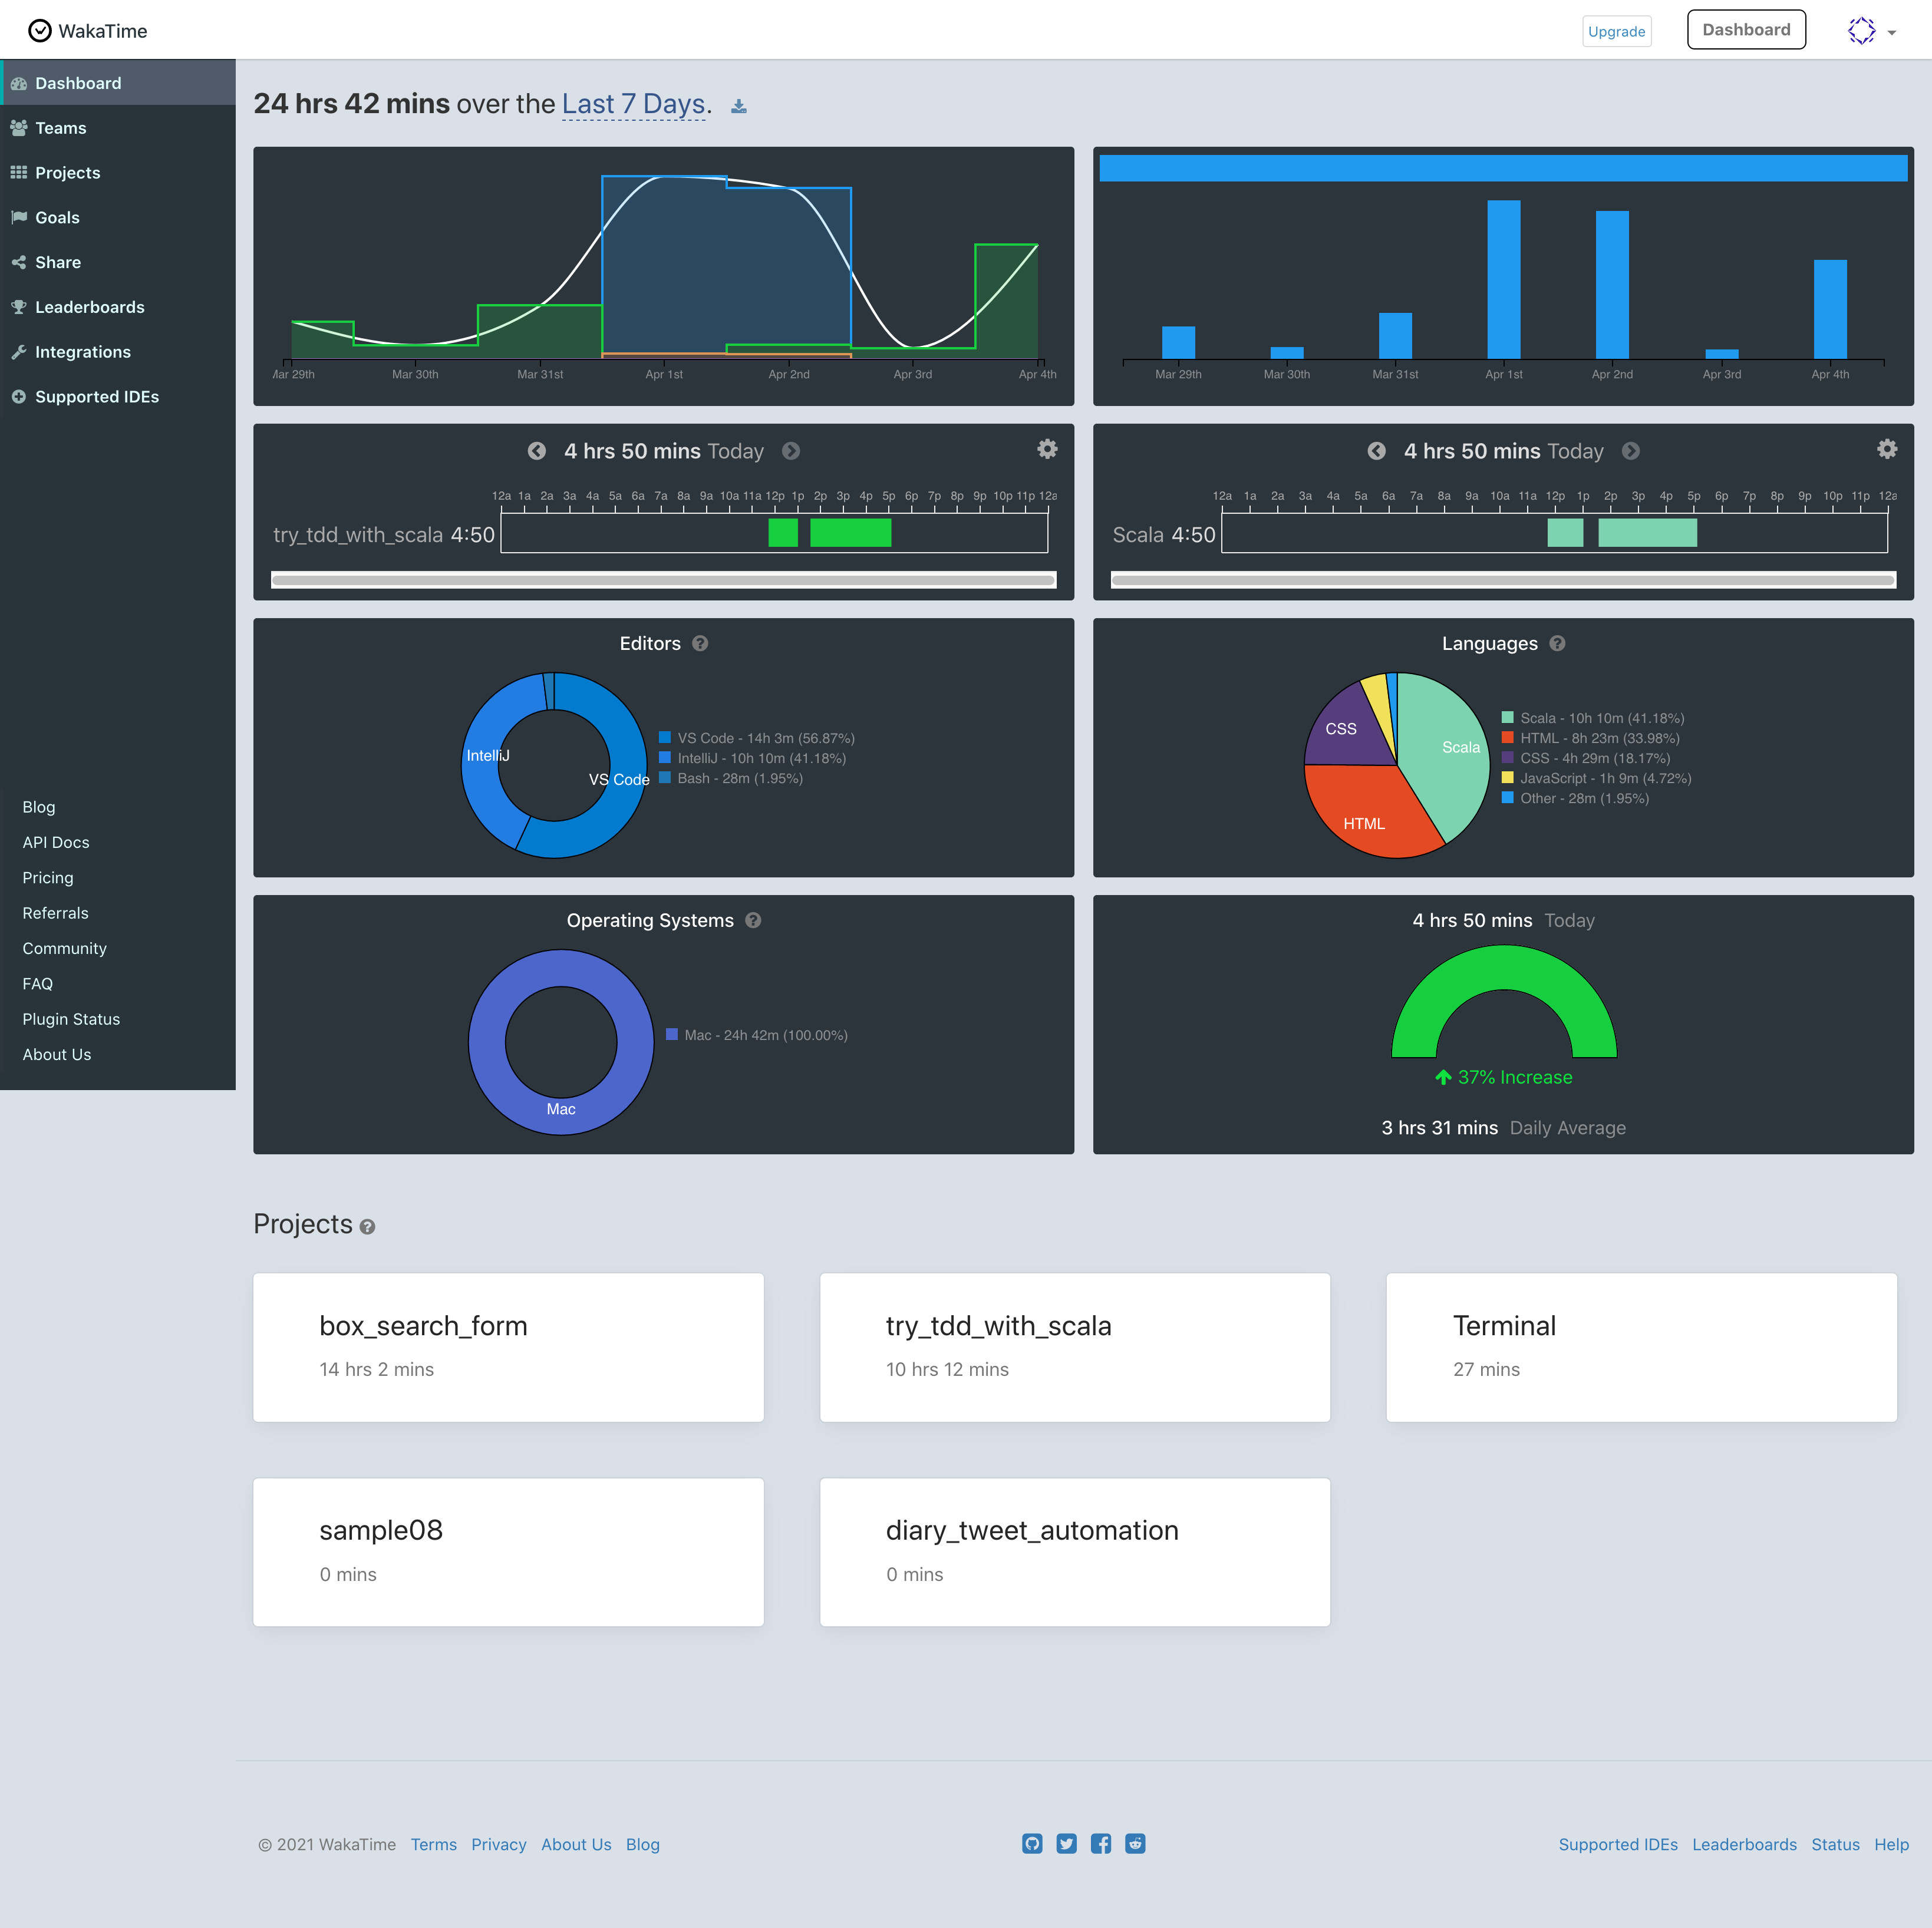 WakaTime
Upgrade
Dashboard
Dashboard
Teams
Projects
Goals
Share
Leaderboards
Integrations
Supported IDEs
Blog
API Docs
Pricing
Referrals
Community
FAQ
Plugin Status
About Us
24 hrs 42 mins over the Last 7 Days.
Mar 29th Mar 30th Mar 31st Apr 1st Apr 2nd Apr 3rd Apr 4th
Mar 29th Mar 30th Mar 31st Apr 1st Apr 2nd Apr 3rd Apr 4th
4 hrs 50 mins Today
12a 1a 2a 3a 4a 5a 6a 7a 8a 9a 10a 11a 12p 1p 2p 3p 4p 5p 6p 7p 8p 9p 10p 11p 12a
try_tdd_with_scala 4:50
4 hrs 50 mins Today
12a 1a 2a 3a 4a 5a 6a 7a 8a 9a 10a 11a 12p 1p 2p 3p 4p 5p 6p 7p 8p 9p 10p 11p 12a
Scala 4:50
Editors
IntelliJ
VS Code
VS Code - 14h 3m (56.87%)
IntelliJ - 10h 10m (41.18%)
Bash - 28m (1.95%)
Languages
CSS
Scala
HTML
Scala - 10h 10m (41.18%)
HTML - 8h 23m (33.98%)
CSS - 4h 29m (18.17%)
JavaScript - 1h 9m (4.72%)
Other - 28m (1.95%)
Operating Systems
Mac
Mac - 24h 42m (100.00%)
4 hrs 50 mins Today
37% Increase
3 hrs 31 mins Daily Average
Projects
box_search_form
14 hrs 2 mins
try_tdd_with_scala
10 hrs 12 mins
Terminal
27 mins
sample08
0 mins
diary_tweet_automation
0 mins
© 2021 WakaTime Terms Privacy About Us Blog
Supported IDEs Leaderboards Status Help